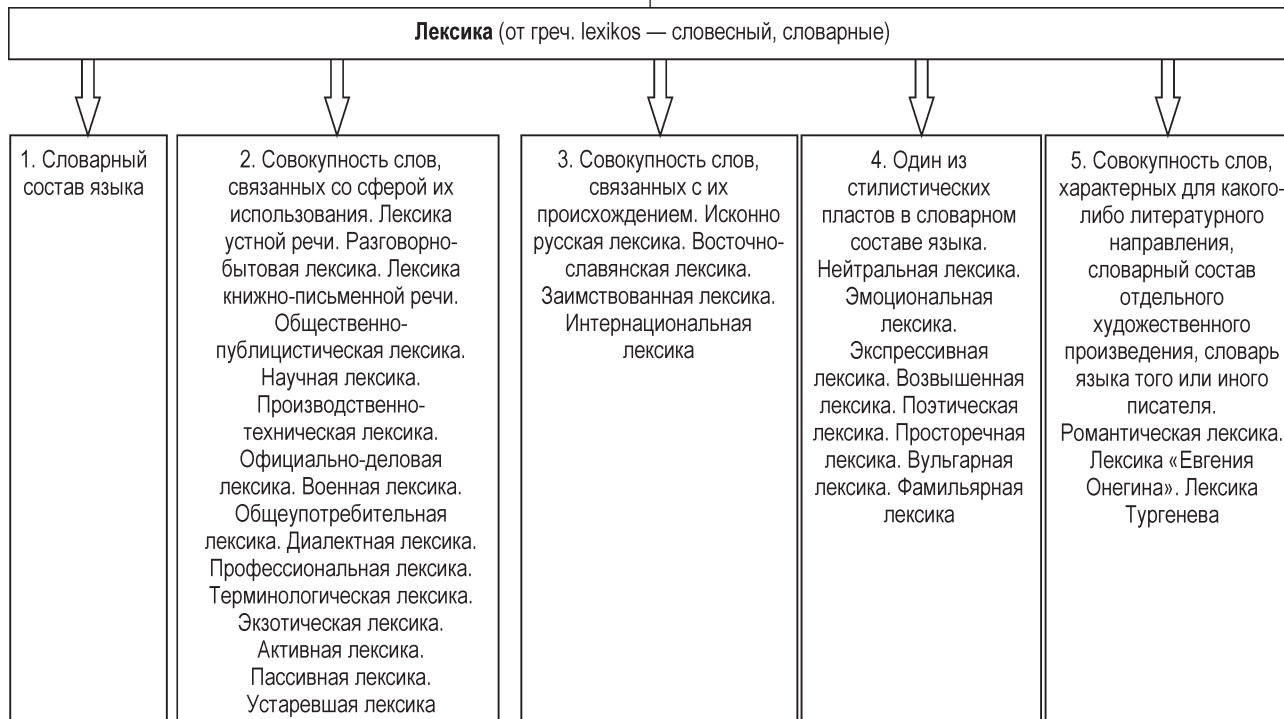 Лексика (от греч. lexikos — словесный, словарные)
1. Словарный
состав языка
2. Совокупность слов,
связанных со сферой их
использования. Лексика
устной речи. Разговорно-
бытовая лексика. Лексика
книжно-письменной речи.
Общественно-
публицистическая лексика.
Научная лексика.
Производственно-
техническая лексика.
Официально-деловая
лексика. Военная лексика.
Общеупотребительная
лексика. Диалектная лексика.
Профессиональная лексика.
Терминологическая лексика.
Экзотическая лексика.
Активная лексика.
Пассивная лексика.
Устаревшая лексика
3. Совокупность слов,
связанных с их
происхождением. Исконно
русская лексика. Восточно-
славянская лексика.
Заимствованная лексика.
Интернациональная
лексика
4. Один из
стилистических
пластов в словарном
составе языка.
Нейтральная лексика.
Эмоциональная
лексика.
Экспрессивная
лексика. Возвышенная
лексика. Поэтическая
лексика. Просторечная
лексика. Вульгарная
лексика. Фамильярная
лексика
5. Совокупность слов,
характерных для какого-
либо литературного
направления,
словарный состав
отдельного
художественного
произведения, словарь
языка того или иного
писателя.
Романтическая лексика.
Лексика «Евгения
Онегина». Лексика
Тургенева